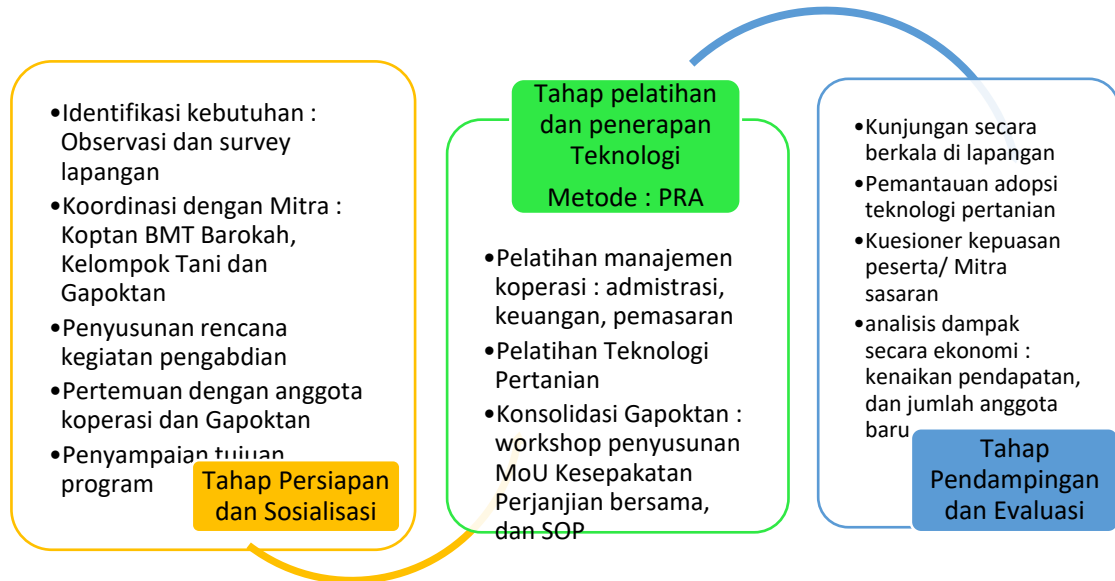 •Identifikasi kebutuhan :
Observasi dan survey
lapangan
•Koordinasi dengan Mitra :
Koptan BMT Barokah,
Kelompok Tani dan
Gapoktan
•Penyusunan rencana
kegiatan pengabdian
•Pertemuan dengan anggota
koperasi dan Gapoktan
•Penyampaian tujuan
program
Tahap Persiapan
dan Sosialisasi
Tahap pelatihan
dan penerapan
Teknologi
Metode : PRA
•Pelatihan manajemen
koperasi : admistrasi,
keuangan, pemasaran
•Pelatihan Teknologi
Pertanian
•Konsolidasi Gapoktan :
workshop penyusunan
MoU Kesepakatan
Perjanjian bersama,
dan SOP
•Kunjungan secara
berkala di lapangan
•Pemantauan adopsi
teknologi pertanian
•Kuesioner kepuasan
peserta/ Mitra
sasaran
•analisis dampak
secara ekonomi :
kenaikan pendapatan,
dan jumlah anggota
baru
Tahap
Pendampingan
dan Evaluasi